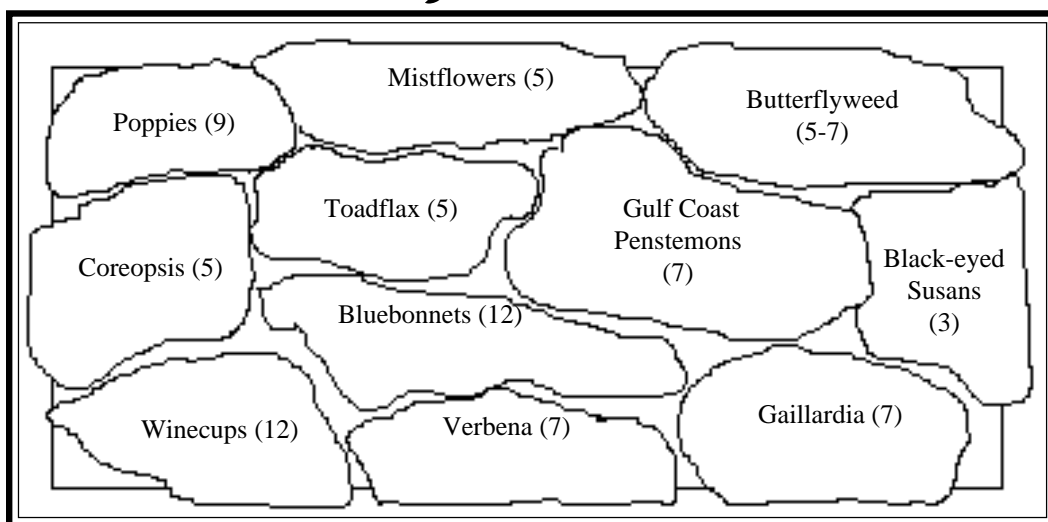 Mistflowers (5)
Poppies (9)
Butterflyweed
(5-7)
Toadflax (5)
Gulf Coast
Penstemons
(7)
Coreopsis (5)
Black-eyed
Susans
(3)
Bluebonnets (12)
Winecups (12)
Verbena (7)
Gaillardia (7)